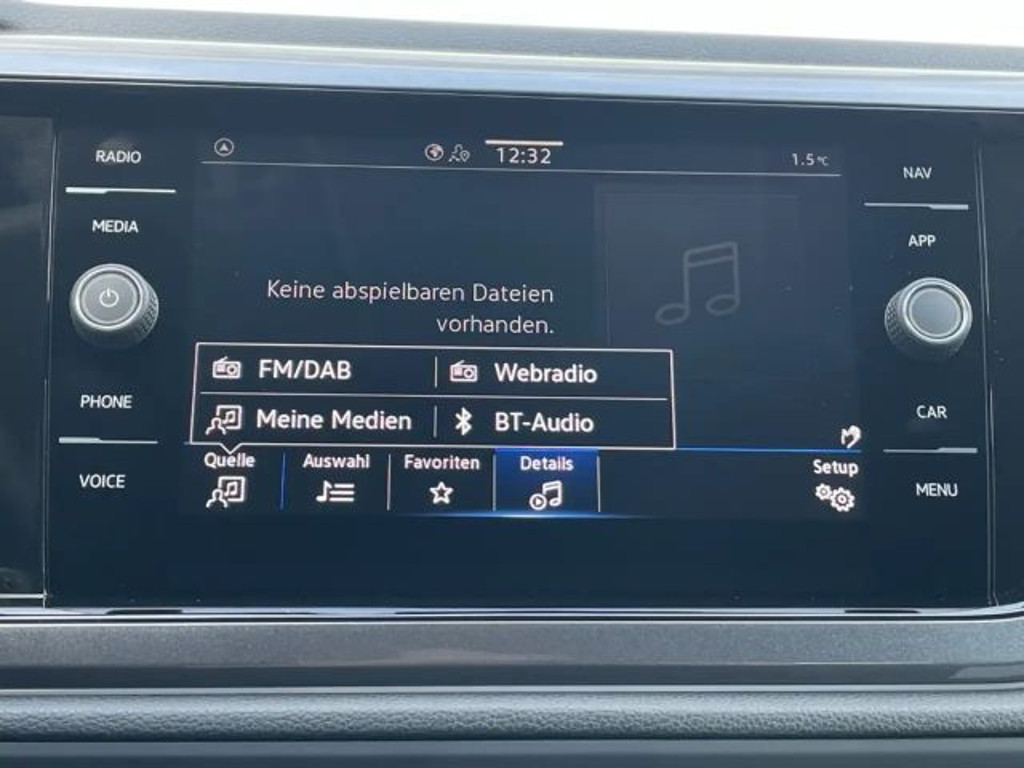 RADIO
MEDIA
PHONE
VOICE
12:32
1.5°C
Keine abspielbaren Dateien
vorhanden.
FM/DAB
Webradio
Meine Medien
BT-Audio
Quelle
Auswahl
Favoriten
Details
Setup
NAV
APP
CAR
MENU